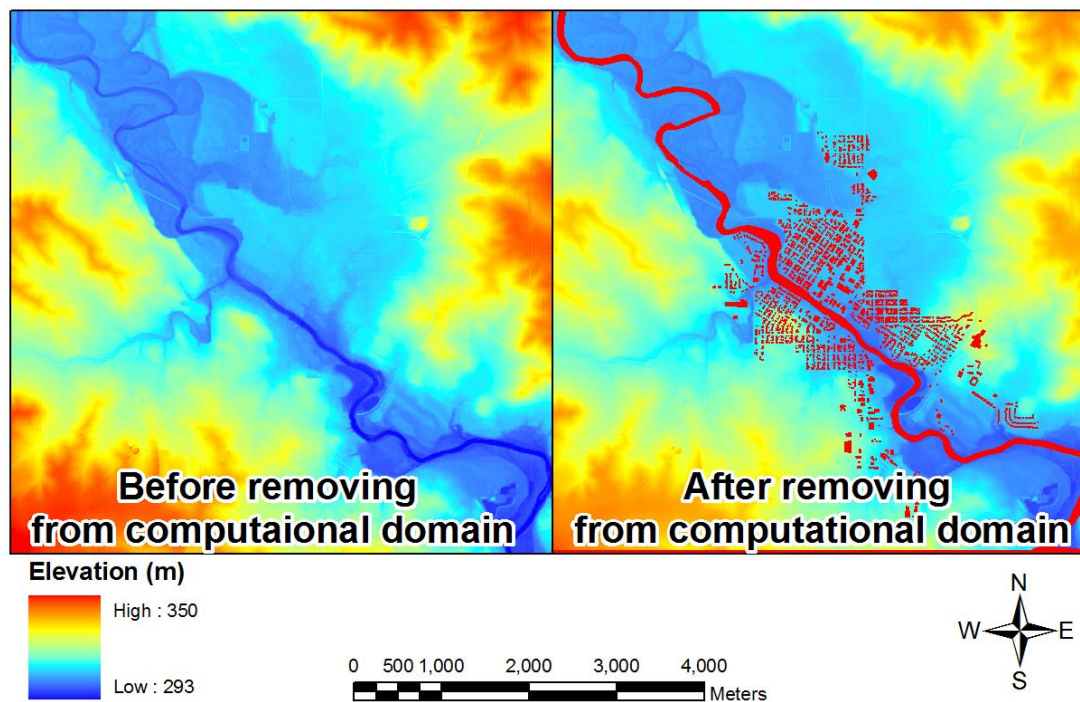 Before removing
from computaional domain
After removing
from computational domain
Elevation (m)
High : 350
Low : 293
0 500 1,000 2,000 3,000 4,000
Meters
N
W E
S